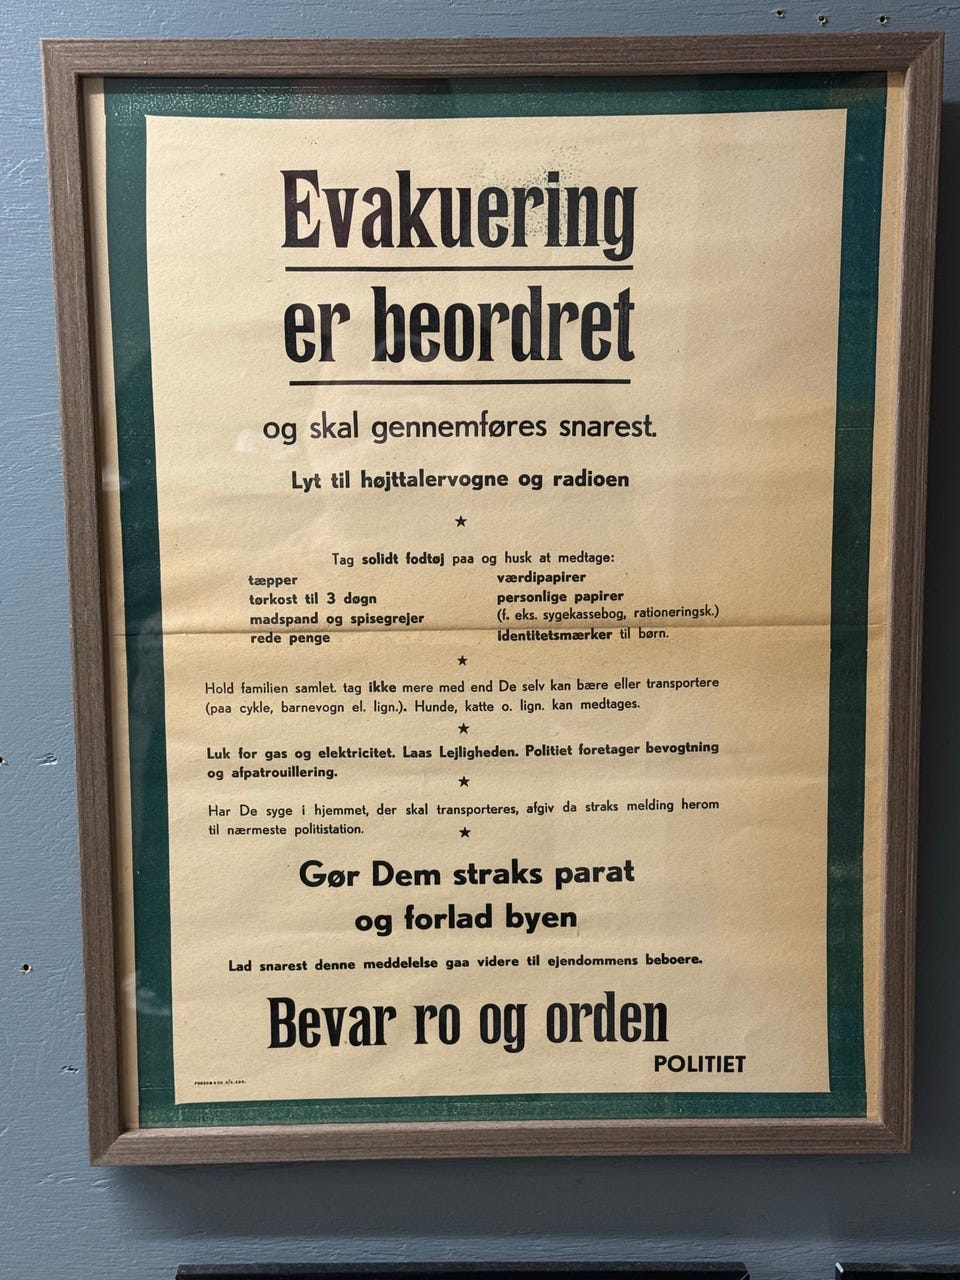 Evakuering
er beordret
og skal gennemføres snarest.
Lyt til højttalervogne og radioen
★
Tag solidt fodtøj paa og husk at medtage:
tæpper
tørkost til 3 døgn
madspand og spisegrejer
rede penge
værdipapirer
personlige papirer
(f. eks. sygekassebog, rationeringsk.)
identitetsmærker til børn.
★
Hold familien samlet. tag ikke mere med end De selv kan bære eller transportere
(paa cykle, barnevogn el. lign.). Hunde, katte o. lign. kan medtages.
★
Luk for gas og elektricitet. Laas Lejligheden. Politiet foretager bevogtning
og afpatrouillering.
★
Har De syge i hjemmet, der skal transporteres, afgiv da straks melding herom
til nærmeste politistation.
★
Gør Dem straks parat
og forlad byen
Lad snarest denne meddelelse gaa videre til ejendommens beboere.
Bevar ro og orden
POLITIET